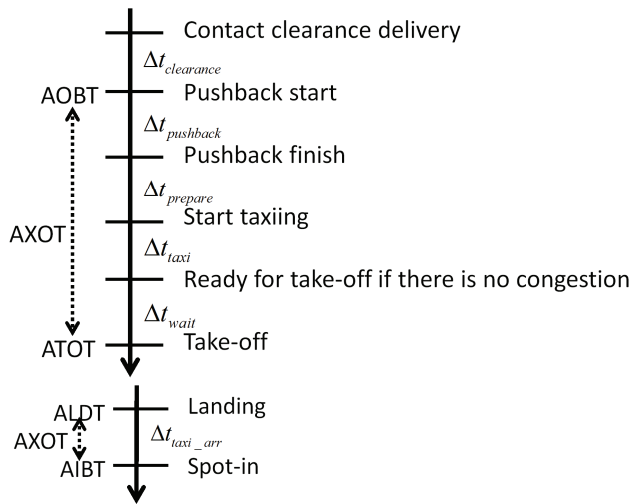 Contact clearance delivery
Δt_clearance
AOBT Pushback start
Δt_pushback
Pushback finish
Δt_prepare
Start taxiing
AXOT
Δt_taxi
Ready for take-off if there is no congestion
Δt_wait
ATOT Take-off
ALDT Landing
AXOT Δt_taxi_arr
AIBT Spot-in